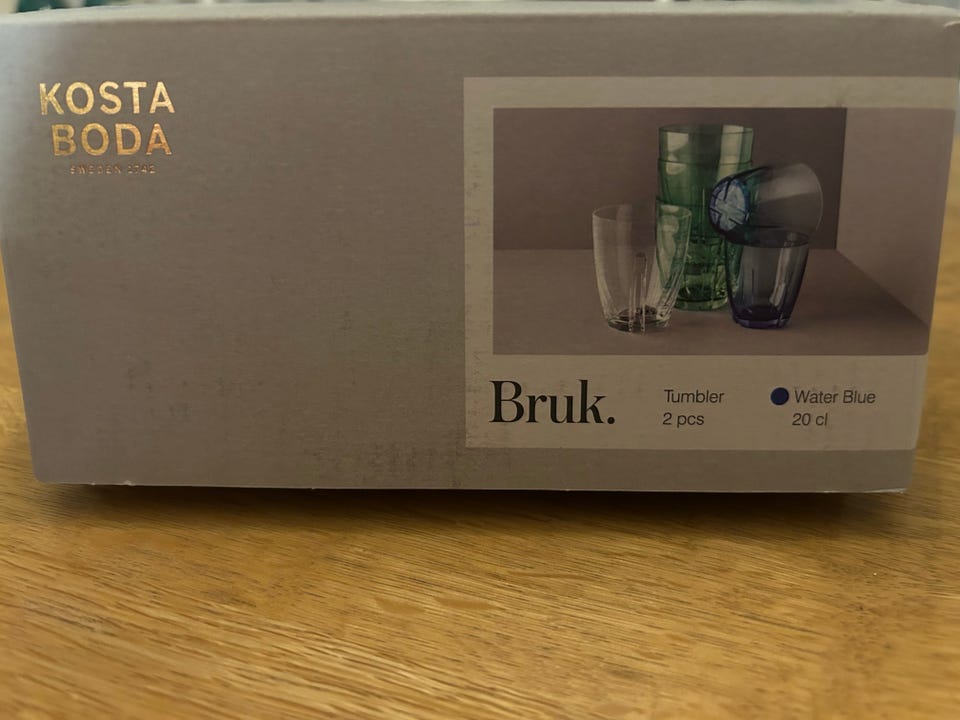 KOSTA
BODA
SWEDEN 1742
Bruk.
Tumbler
2 pcs
Water Blue
20 cl